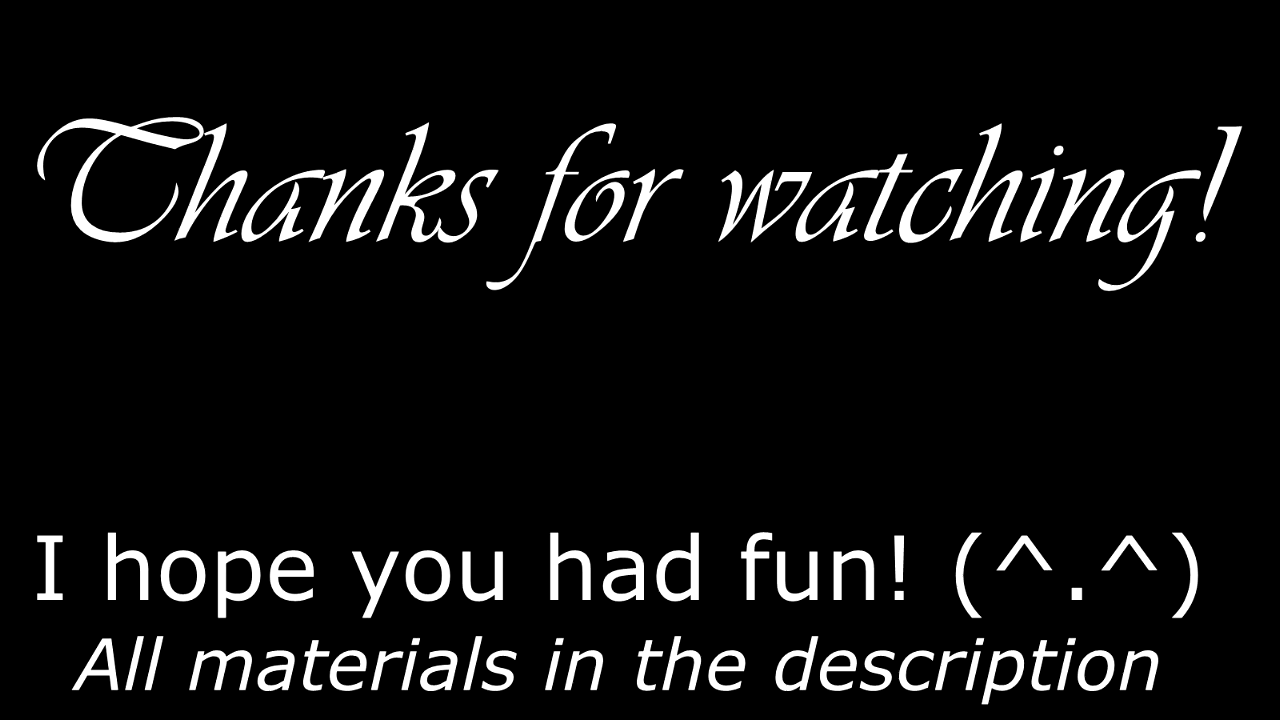 Thanks for watching!
I hope you had fun! (^.^)
All materials in the description